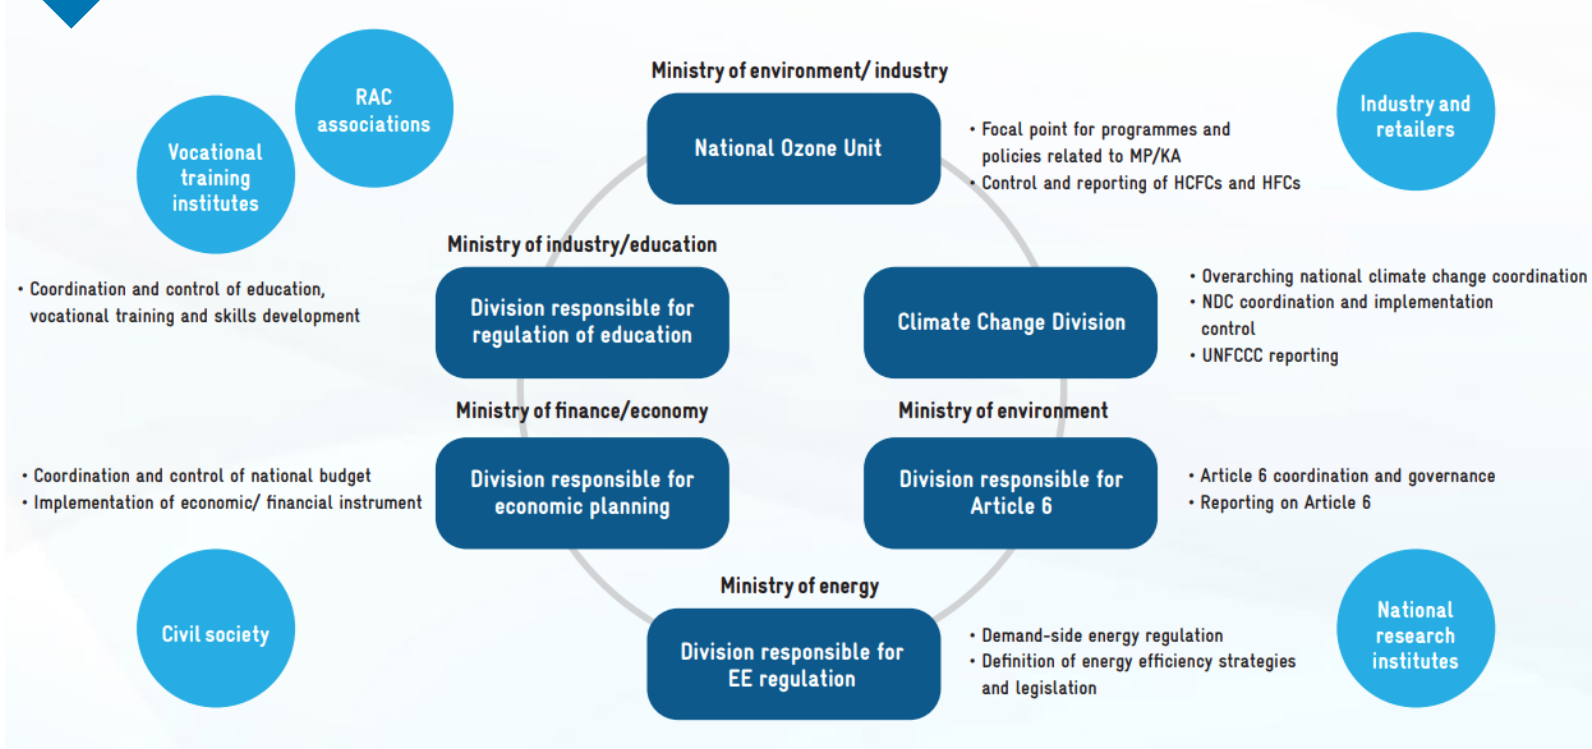 RAC
associations
Vocational
training
institutes
Ministry of environment/ industry
National Ozone Unit
• Focal point for programmes and
policies related to MP/KA
• Control and reporting of HCFCs and HFCs
Industry and
retailers
Ministry of industry/education
Division responsible for
regulation of education
• Coordination and control of education,
vocational training and skills development
Climate Change Division
• Overarching national climate change coordination
• NDC coordination and implementation
control
• UNFCCC reporting
Ministry of finance/economy
Division responsible for
economic planning
• Coordination and control of national budget
• Implementation of economic/ financial instrument
Ministry of environment
Division responsible for
Article 6
• Article 6 coordination and governance
• Reporting on Article 6
Civil society
Ministry of energy
Division responsible for
EE regulation
• Demand-side energy regulation
• Definition of energy efficiency strategies
and legislation
National
research
institutes